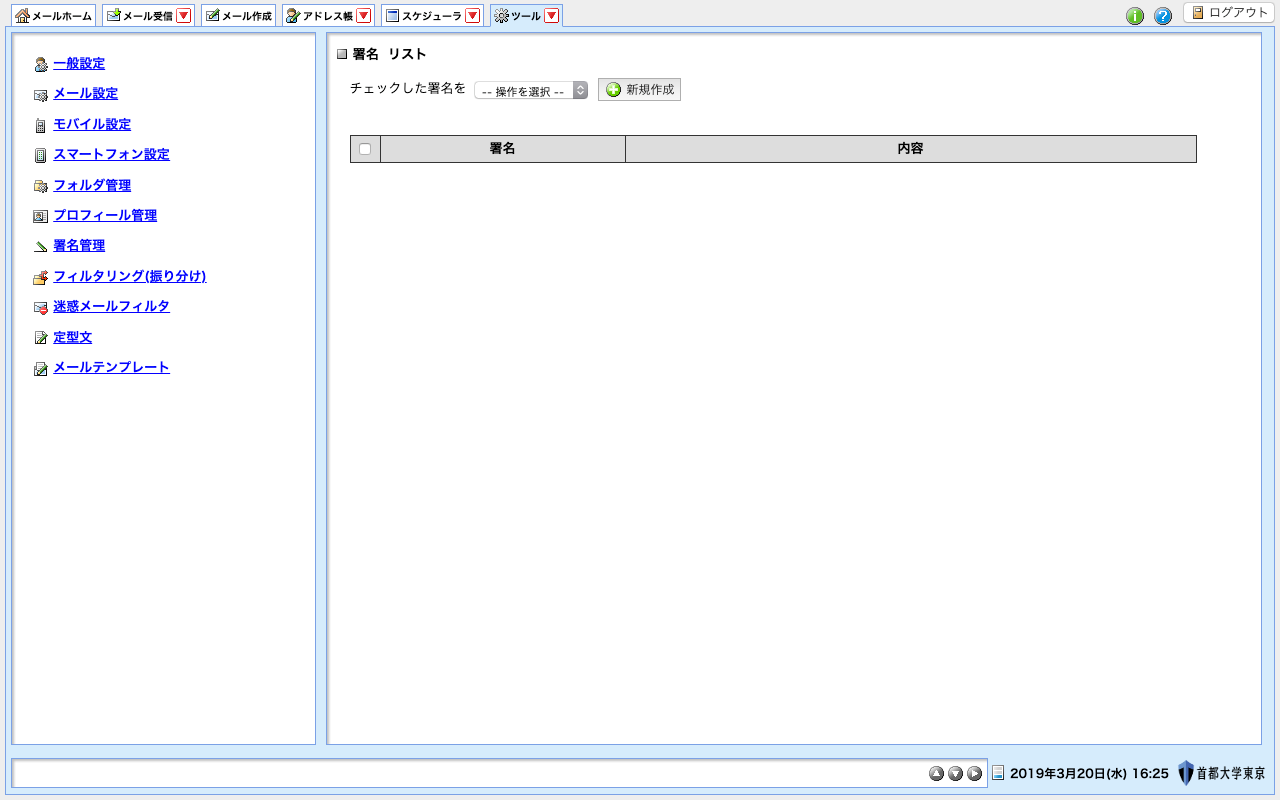 メールホーム メール受信 メール作成 アドレス帳 スケジューラ ツール ログアウト
一般設定
メール設定
モバイル設定
スマートフォン設定
フォルダ管理
プロフィール管理
署名管理
フィルタリング(振り分け)
迷惑メールフィルタ
定型文
メールテンプレート
署名 リスト
チェックした署名を -- 操作を選択 -- 新規作成
署名 内容
2019年3月20日(水) 16:25 首都大学東京